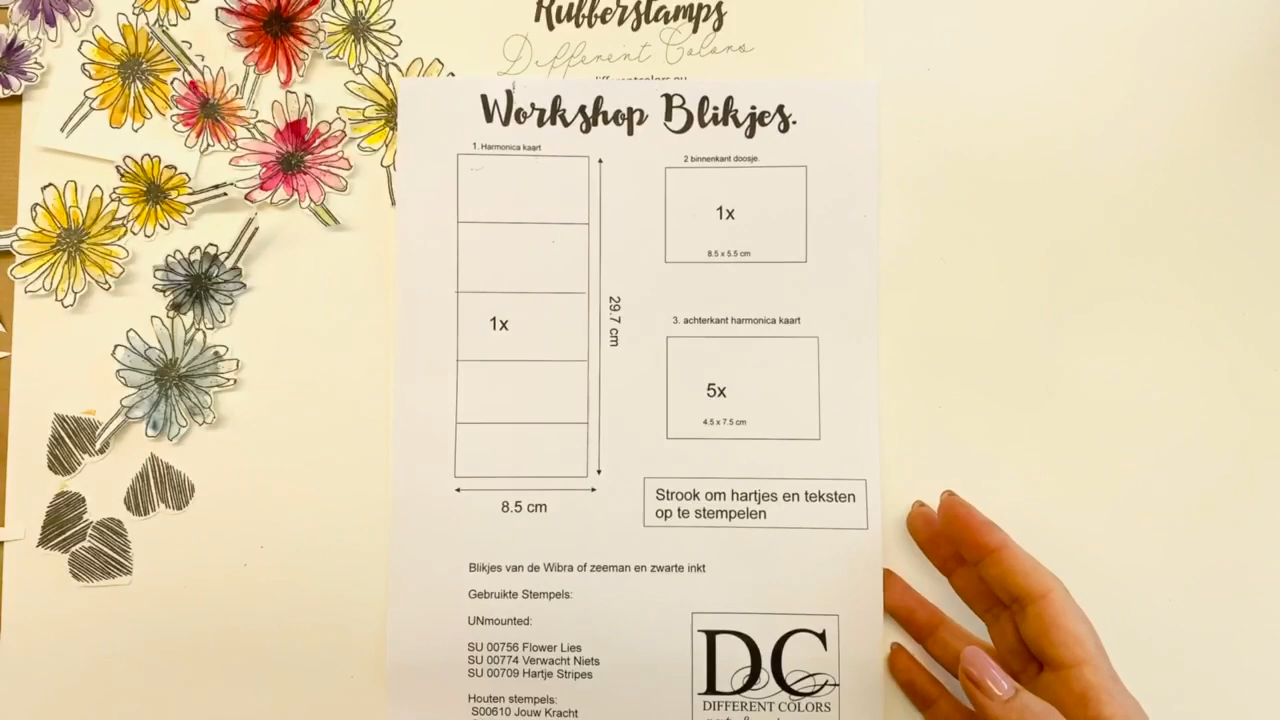 Rubberstamps
Different Colors
Workshop Blikjes.
1. Harmonica kaart
1x
29.7 cm
8.5 cm
2 binnenkant doosje.
1x
8.5 x 5.5 cm
3. achterkant harmonica kaart
5x
4.5 x 7.5 cm
Strook om hartjes en teksten
op te stempelen
Blikjes van de Wibra of zeeman en zwarte inkt
Gebruikte Stempels:
UNmounted:
SU 00756 Flower Lies
SU 00774 Verwacht Niets
SU 00709 Hartje Stripes
Houten stempels:
S00610 Jouw Kracht
DC
DIFFERENT COLORS